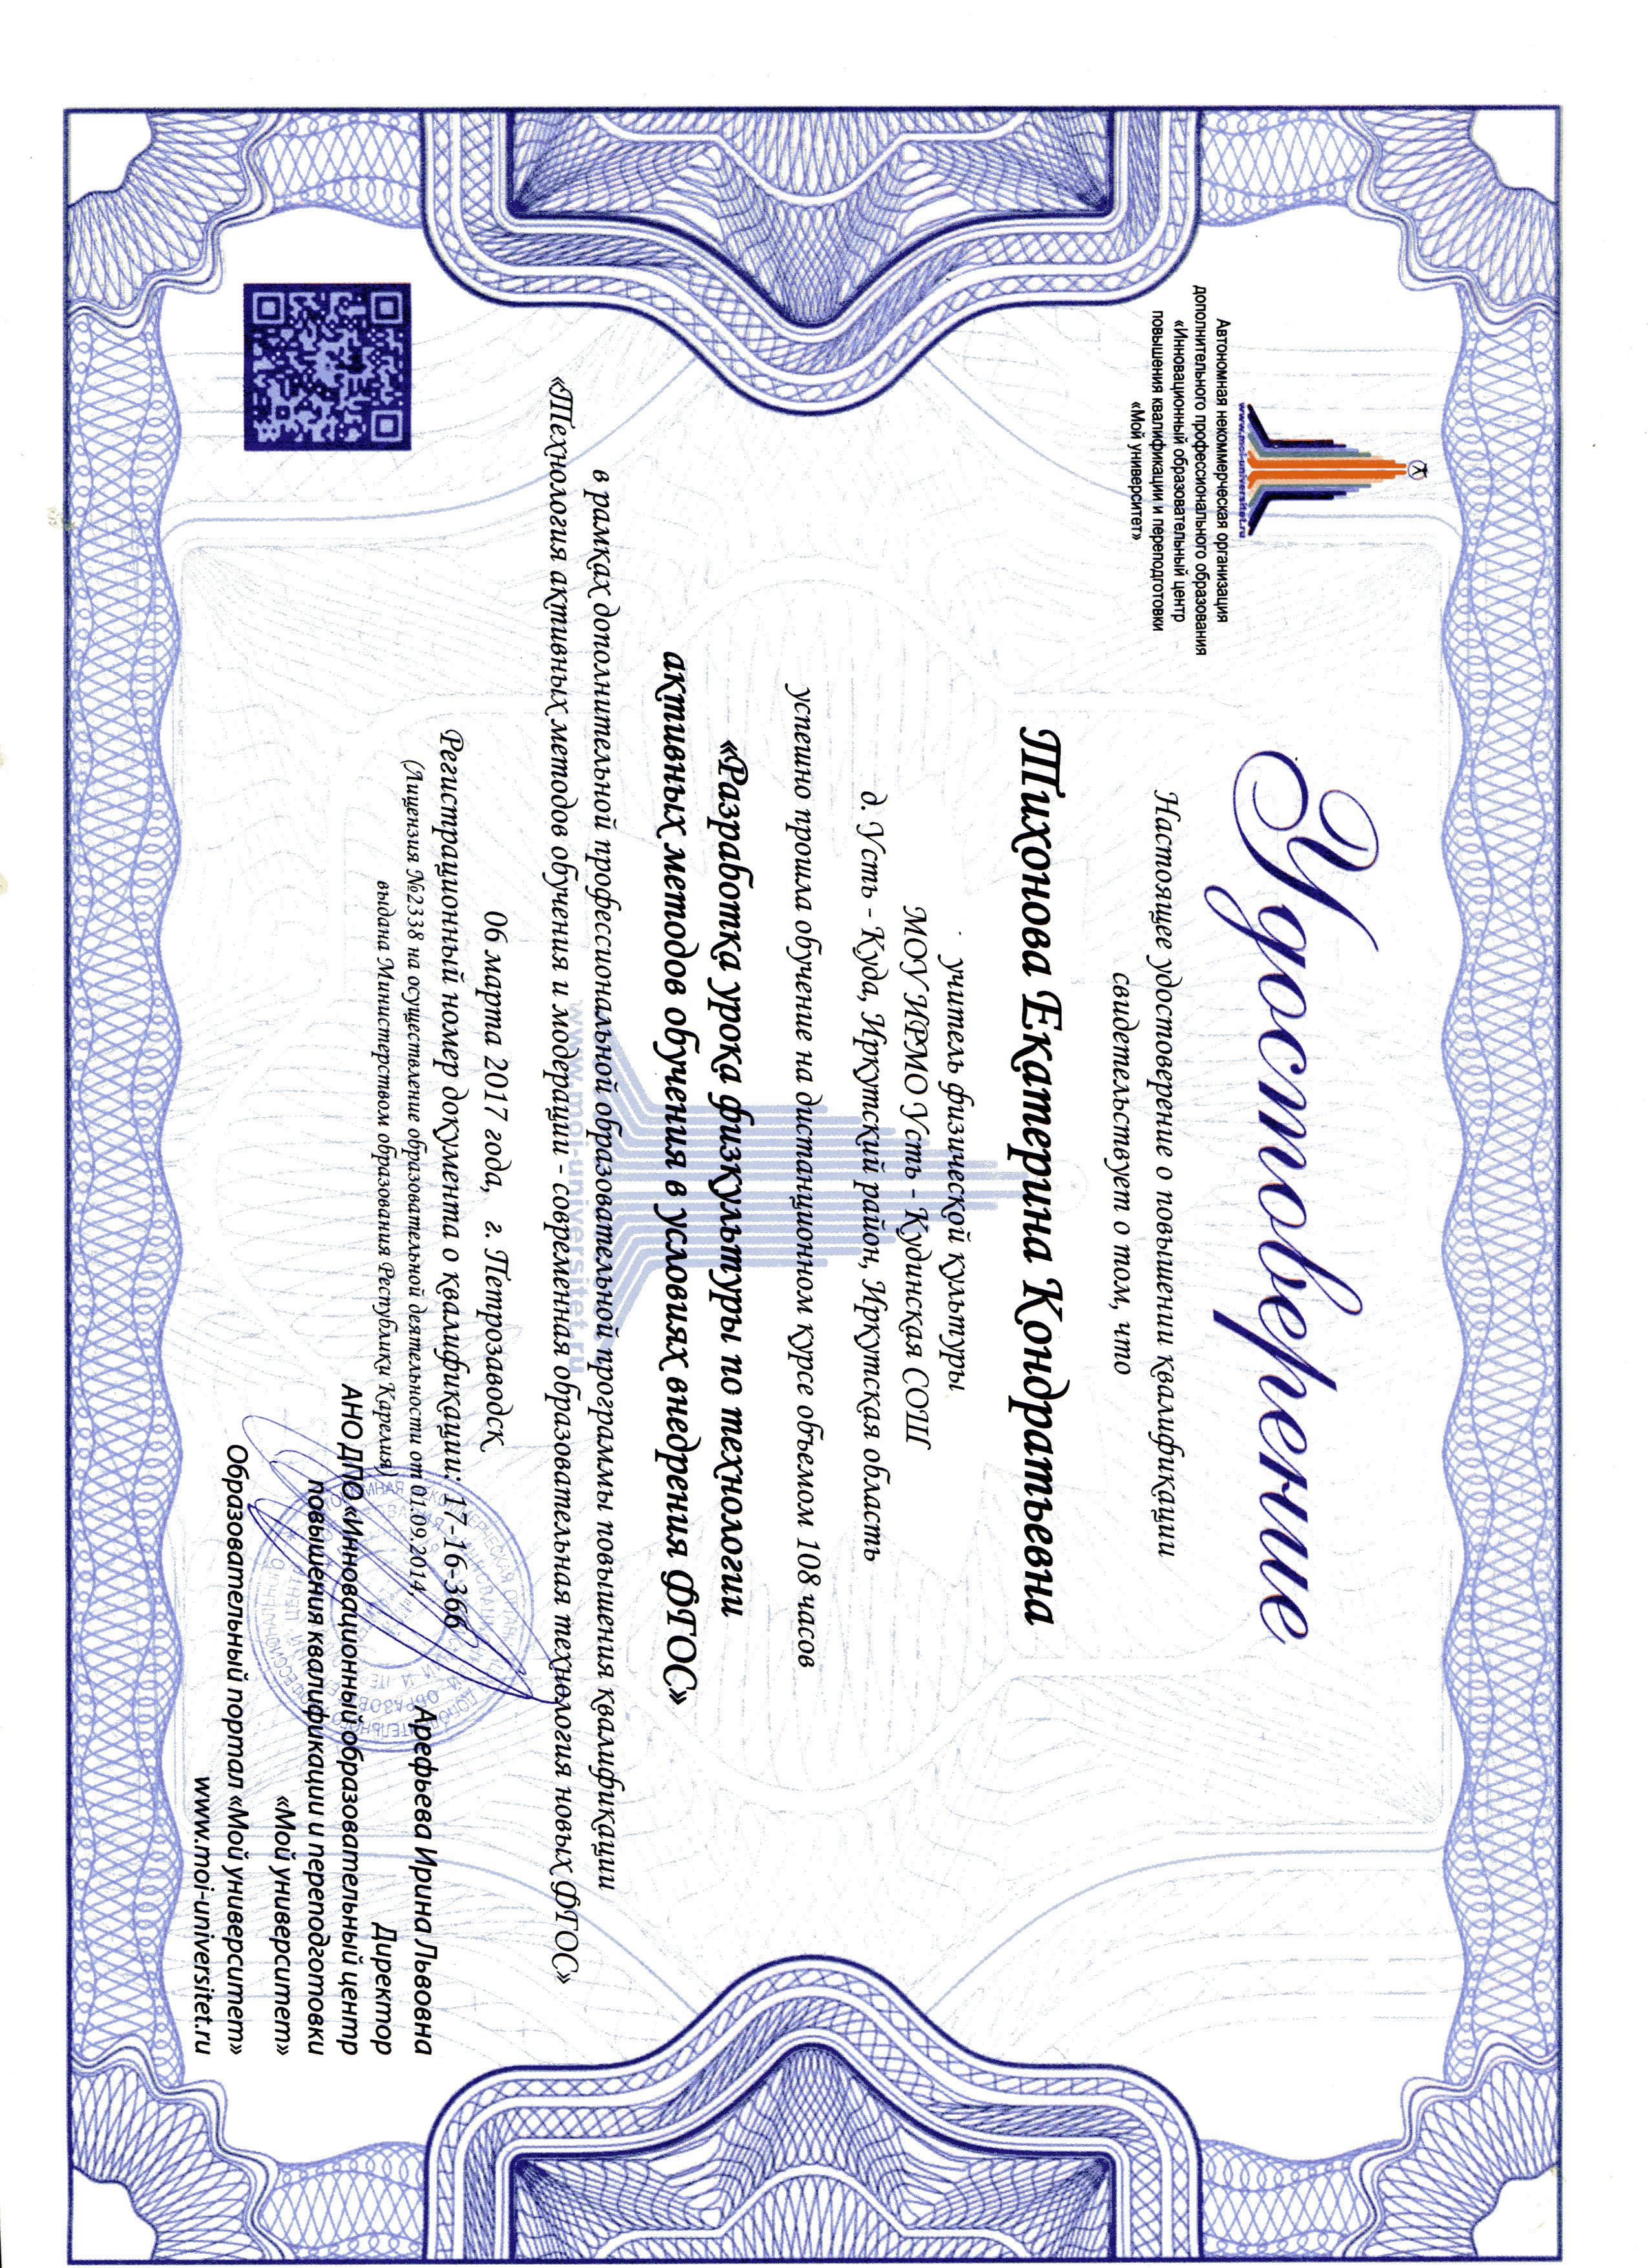 www.moi-universitet.ru
Автономная некоммерческая организация
дополнительного профессионального образования
«Инновационный образовательный центр
повышения квалификации и переподготовки
«Мой университет»
Удостоверение
Настоящее удостоверение о повышении квалификации
свидетельствует о том, что
Тихонова Екатерина Кондратьевна
учитель физической культуры
МОУ ИРМО Усть - Кудинская СОШ
д. Усть - Куда, Иркутский район, Иркутская область
успешно прошла обучение на дистанционном курсе объемом 108 часов
«Разработка урока физкультуры по технологии
активных методов обучения в условиях внедрения ФГОС»
в рамках дополнительной профессиональной образовательной программы повышения квалификации
www.moi-universitet.ru
«Технология активных методов обучения и модерации - современная образовательная технология новых ФГОС»
06 марта 2017 года, г. Петрозаводск
Регистрационный номер документа о квалификации: 17-16-366
(Лицензия №2338 на осуществление образовательной деятельности от 01.09.2014,
выдана Министерством образования Республики Карелия)
Арефьева Ирина Львовна
Директор
АНО ДПО «Инновационный образовательный центр
повышения квалификации и переподготовки
«Мой университет»
Образовательный портал «Мой университет»
www.moi-universitet.ru